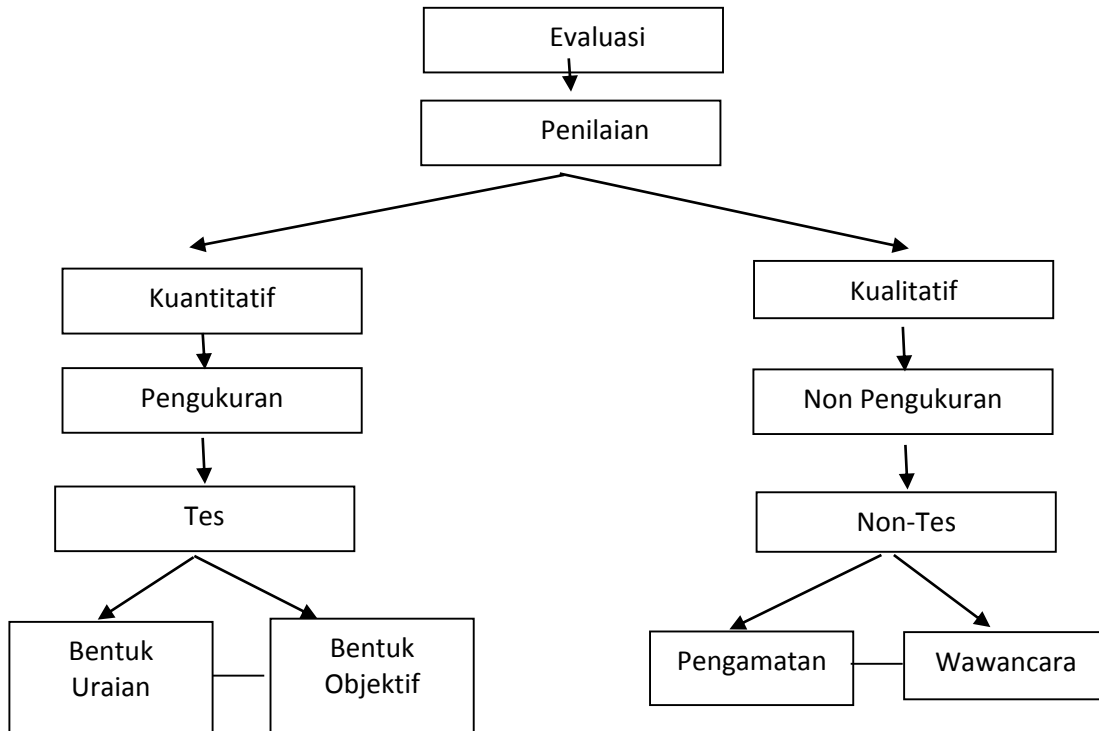 Evaluasi
Penilaian
Kuantitatif
Kualitatif
Pengukuran
Non Pengukuran
Tes
Non-Tes
Bentuk
Uraian
Bentuk
Objektif
Pengamatan
Wawancara